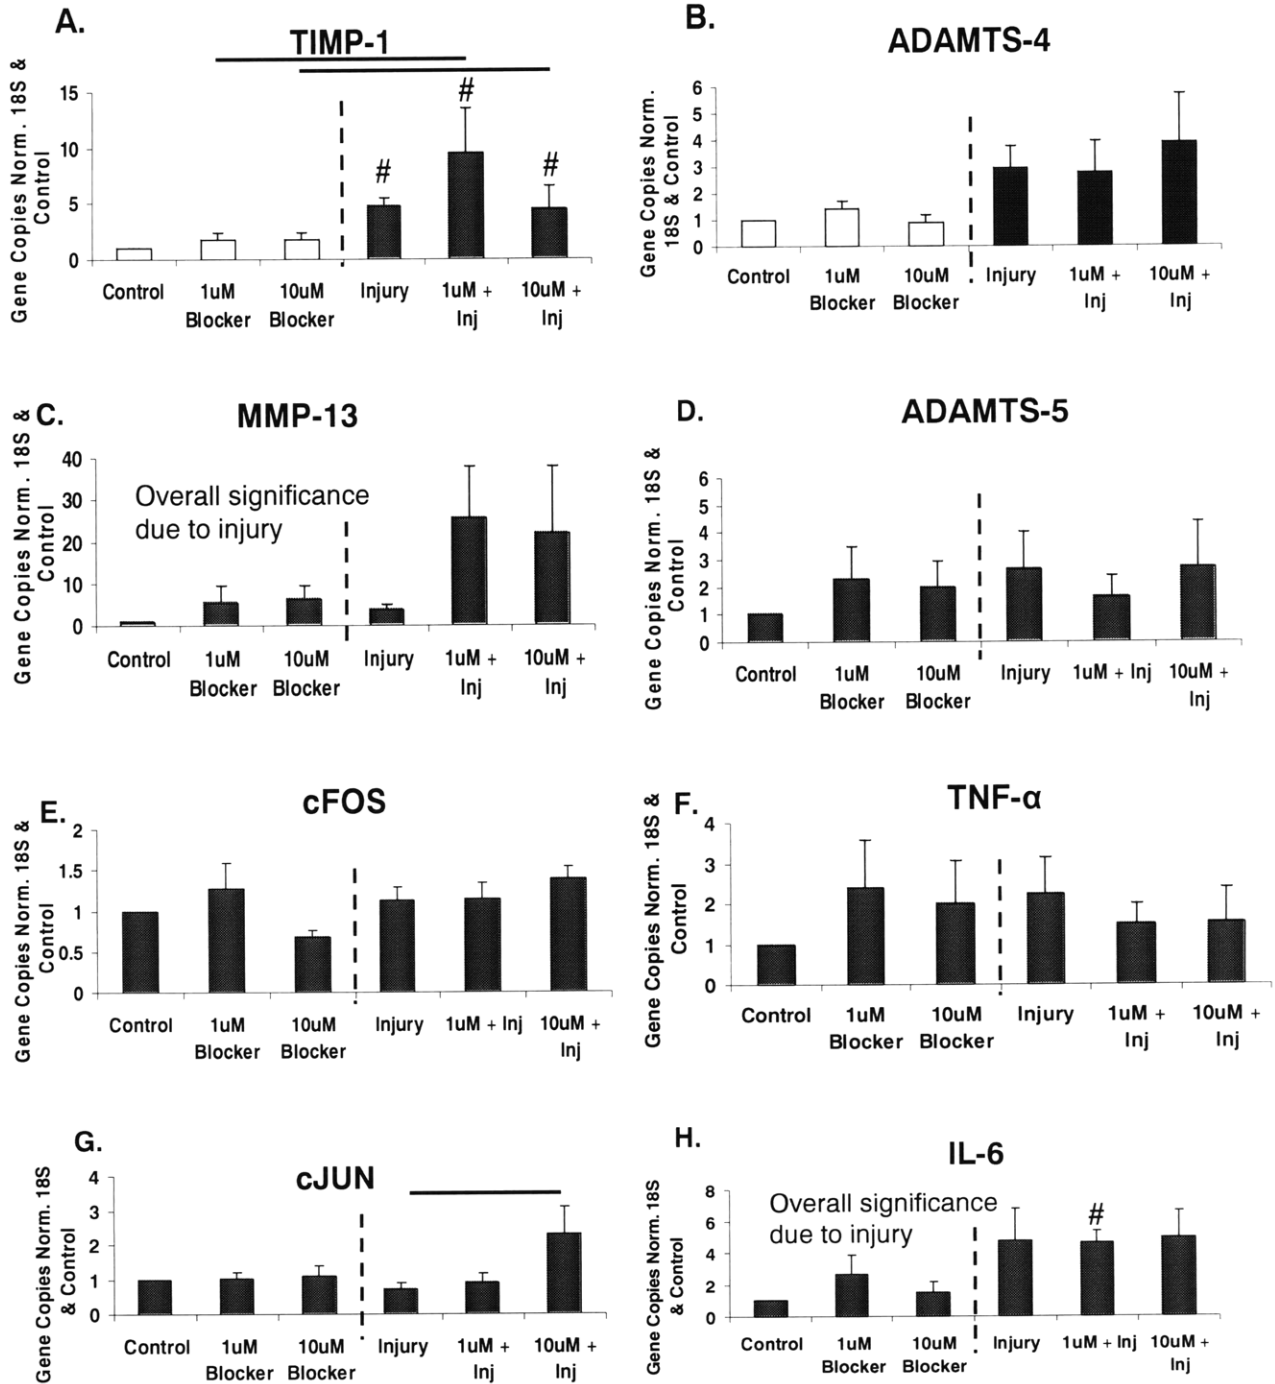 A.
TIMP-1
Gene Copies Norm. 18S &
Control
15
10
5
0
#
#
#
Control
1uM
Blocker
10uM
Blocker
Injury
1uM +
Inj
10uM +
Inj
B.
ADAMTS-4
Gene Copies Norm.
18S & Control
6
5
4
3
2
1
0
Control
1uM
Blocker
10uM
Blocker
Injury
1uM +
Inj
10uM +
Inj
C.
MMP-13
Gene Copies Norm. 18S &
Control
40
30
20
10
0
Overall significance
due to injury
Control
1uM
Blocker
10uM
Blocker
Injury
1uM +
Inj
10uM +
Inj
D.
ADAMTS-5
Gene Copies Norm. 18S &
Control
6
5
4
3
2
1
0
Control
1uM
Blocker
10uM
Blocker
Injury
1uM + Inj
10uM +
Inj
E.
cFOS
Gene Copies Norm. 18S &
Control
2
1.5
1
0.5
0
Control
1uM
Blocker
10uM
Blocker
Injury
1uM + Inj
10uM +
Inj
F.
TNF-α
Gene Copies Norm. 18S &
Control
4
3
2
1
0
Control
1uM
Blocker
10uM
Blocker
Injury
1uM +
Inj
10uM +
Inj
G.
cJUN
Gene Copies Norm. 18S
& Control
4
3
2
1
0
Control
1uM
Blocker
10uM
Blocker
Injury
1uM +
Inj
10uM +
Inj
H.
IL-6
Gene Copies Norm. 18S
& Control
8
6
4
2
0
Overall significance
due to injury
#
Control
1uM
Blocker
10uM
Blocker
Injury
1uM + Inj
10uM +
Inj